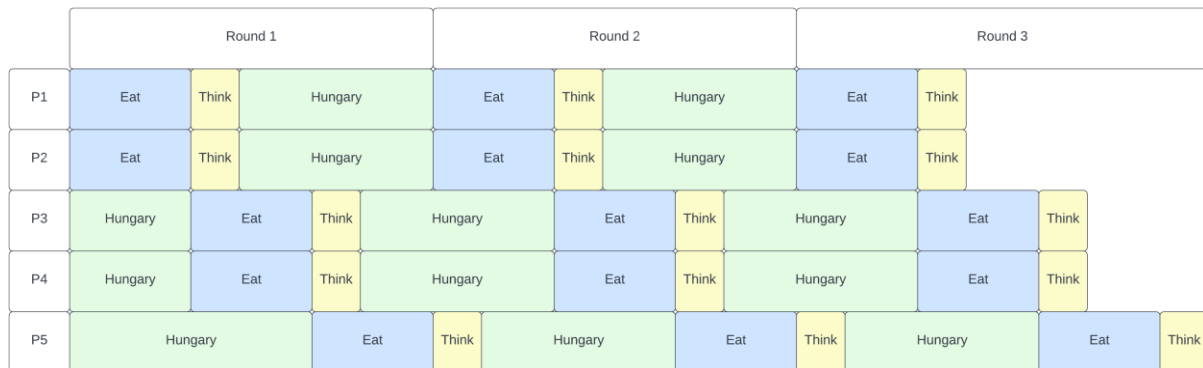 Round 1 Round 2 Round 3
P1 Eat Think Hungary Eat Think Hungary Eat Think
P2 Eat Think Hungary Eat Think Hungary Eat Think
P3 Hungary Eat Think Hungary Eat Think Hungary Eat Think
P4 Hungary Eat Think Hungary Eat Think Hungary Eat Think
P5 Hungary Eat Think Hungary Eat Think Hungary Eat Think